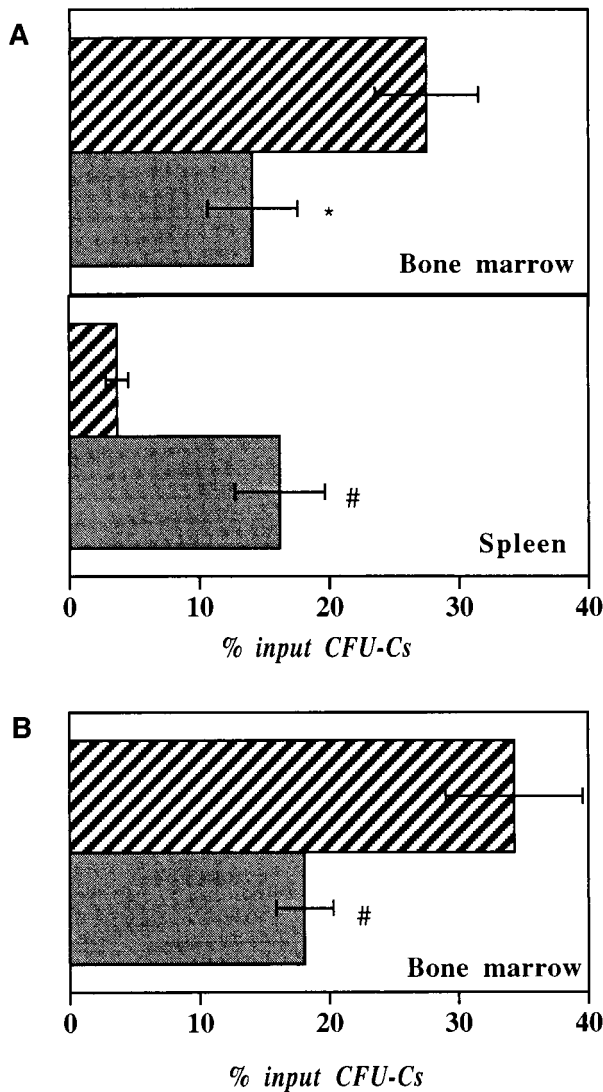 A
*
Bone marrow
#
Spleen
0 10 20 30 40
% input CFU-Cs
B
#
Bone marrow
0 10 20 30 40
% input CFU-Cs